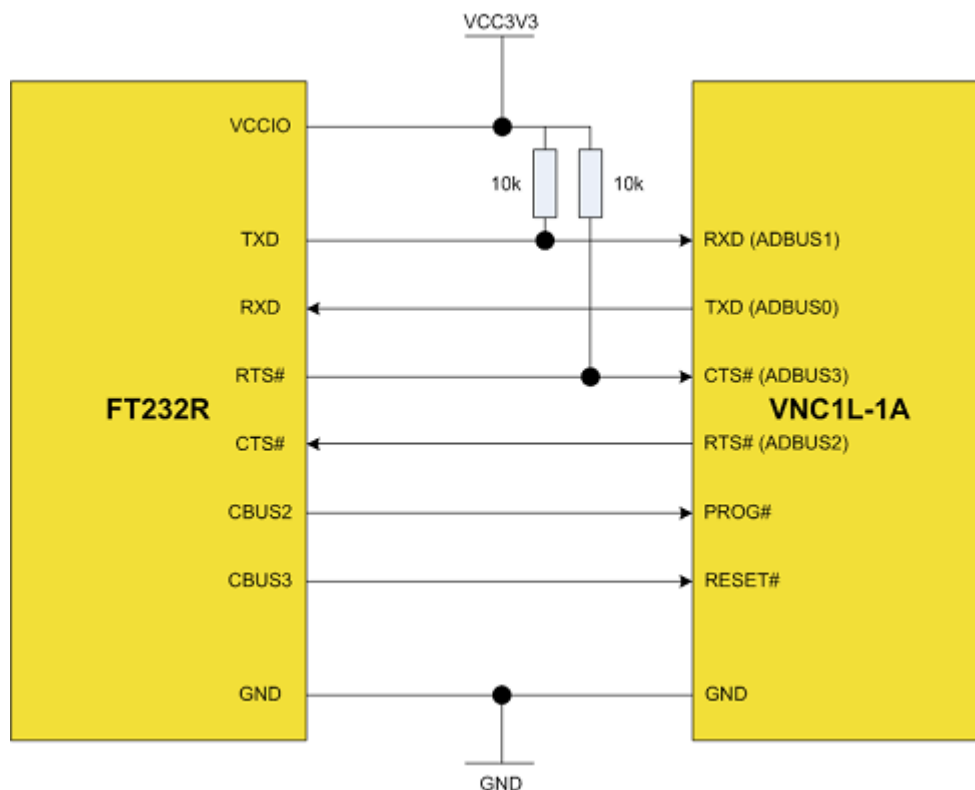 VCC3V3
VCCIO
10k 10k
TXD RXD (ADBUS1)
RXD TXD (ADBUS0)
RTS# CTS# (ADBUS3)
FT232R VNC1L-1A
CTS# RTS# (ADBUS2)
CBUS2 PROG#
CBUS3 RESET#
GND GND
GND